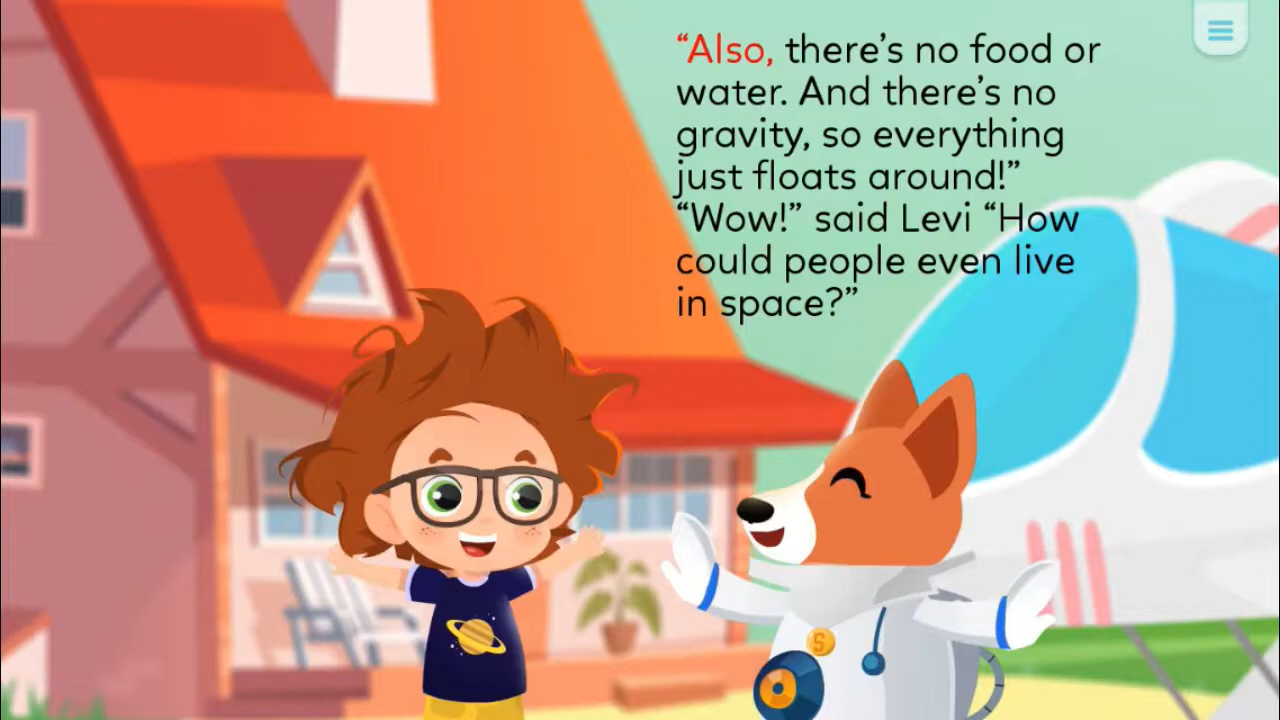 “Also, there’s no food or
water. And there’s no
gravity, so everything
just floats around!”
“Wow!” said Levi “How
could people even live
in space?”
S